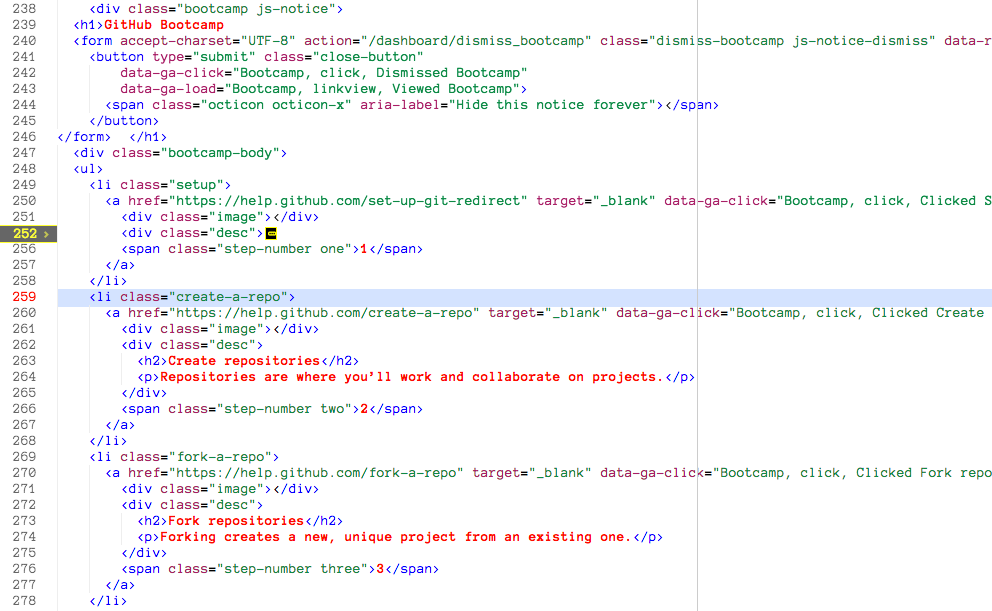 238 <div class="bootcamp js-notice">
239 <h1>GitHub Bootcamp
240 <form accept-charset="UTF-8" action="/dashboard/dismiss_bootcamp" class="dismiss-bootcamp js-notice-dismiss" data-r
241 <button type="submit" class="close-button"
242 data-ga-click="Bootcamp, click, Dismissed Bootcamp"
243 data-ga-load="Bootcamp, linkview, Viewed Bootcamp">
244 <span class="octicon octicon-x" aria-label="Hide this notice forever"></span>
245 </button>
246 </form>  </h1>
247 <div class="bootcamp-body">
248 <ul>
249 <li class="setup">
250 <a href="https://help.github.com/set-up-git-redirect" target="_blank" data-ga-click="Bootcamp, click, Clicked S
251 <div class="image"></div>
252 <div class="desc">
256 <span class="step-number one">1</span>
257 </a>
258 </li>
259 <li class="create-a-repo">
260 <a href="https://help.github.com/create-a-repo" target="_blank" data-ga-click="Bootcamp, click, Clicked Create
261 <div class="image"></div>
262 <div class="desc">
263 <h2>Create repositories</h2>
264 <p>Repositories are where you'll work and collaborate on projects.</p>
265 </div>
266 <span class="step-number two">2</span>
267 </a>
268 </li>
269 <li class="fork-a-repo">
270 <a href="https://help.github.com/fork-a-repo" target="_blank" data-ga-click="Bootcamp, click, Clicked Fork repo
271 <div class="image"></div>
272 <div class="desc">
273 <h2>Fork repositories</h2>
274 <p>Forking creates a new, unique project from an existing one.</p>
275 </div>
276 <span class="step-number three">3</span>
277 </a>
278 </li>